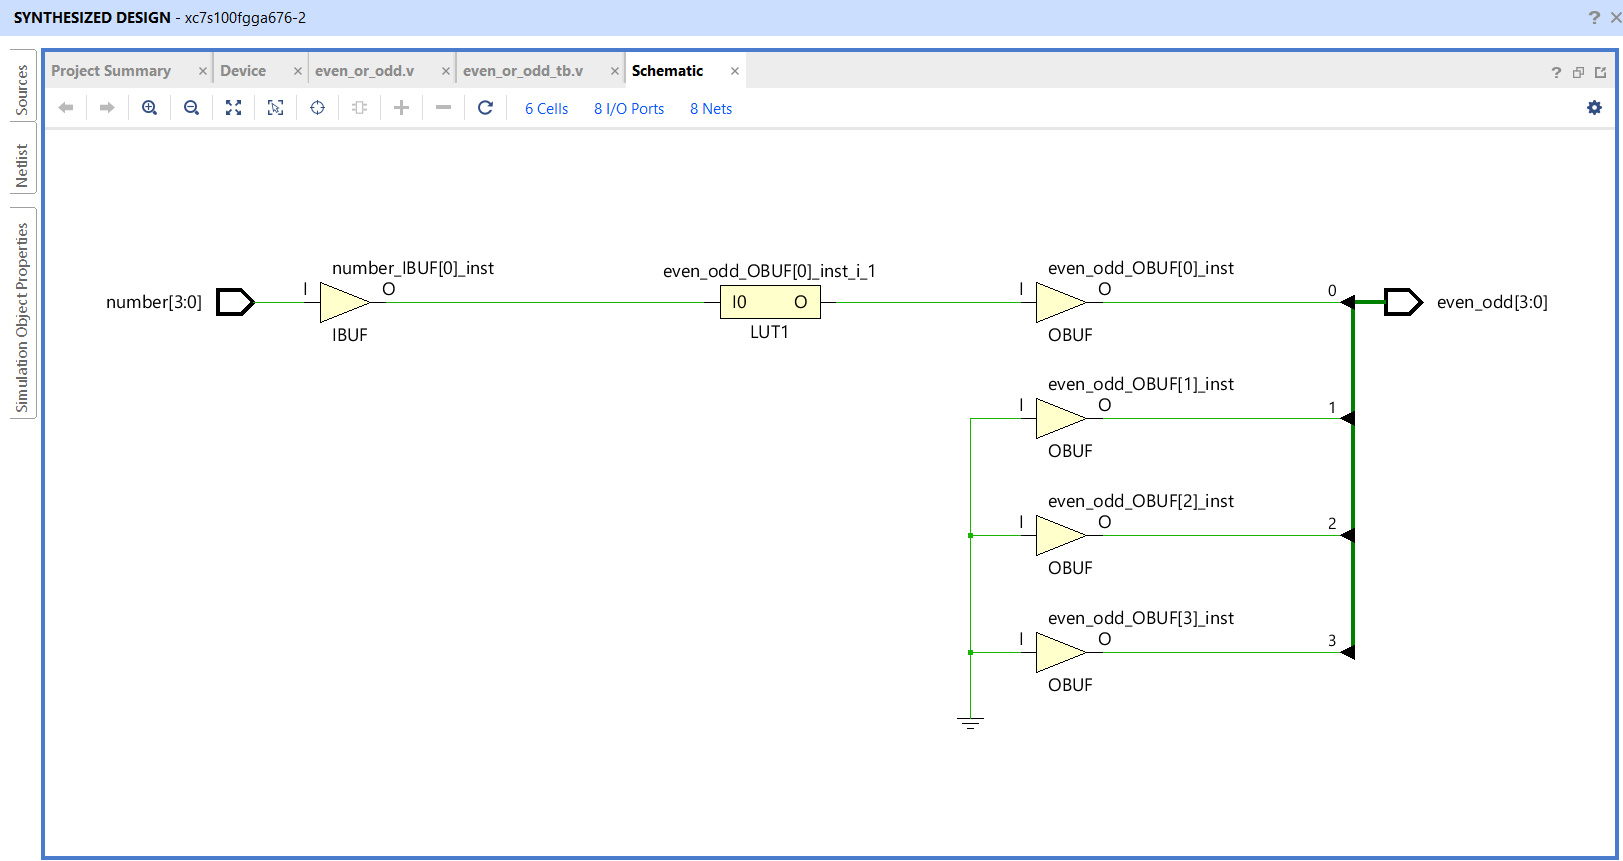 SYNTHESIZED DESIGN - xc7s100fgga676-2
Sources
Netlist
Simulation Object Properties
Project Summary
Device
even_or_odd.v
even_or_odd_tb.v
Schematic
6 Cells
8 I/O Ports
8 Nets
number[3:0]
number_IBUF[0]_inst
I
O
IBUF
even_odd_OBUF[0]_inst_i_1
I0
O
LUT1
even_odd_OBUF[0]_inst
I
O
OBUF
0
even_odd[3:0]
even_odd_OBUF[1]_inst
I
O
OBUF
1
even_odd_OBUF[2]_inst
I
O
OBUF
2
even_odd_OBUF[3]_inst
I
O
OBUF
3